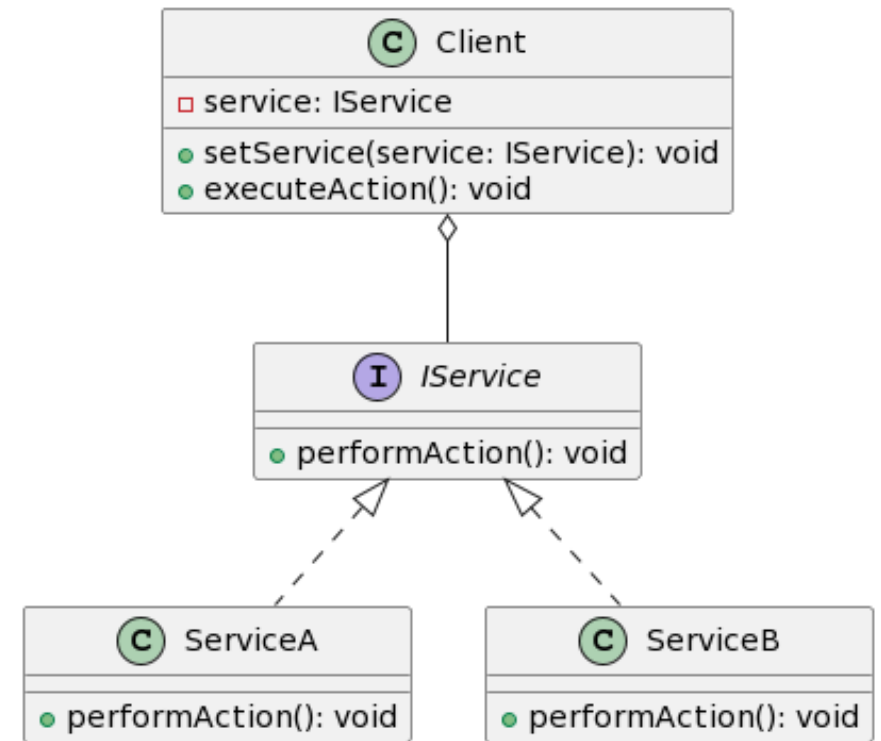 C Client
service: IService
setService(service: IService): void
executeAction(): void
I IService
performAction(): void
C ServiceA
performAction(): void
C ServiceB
performAction(): void